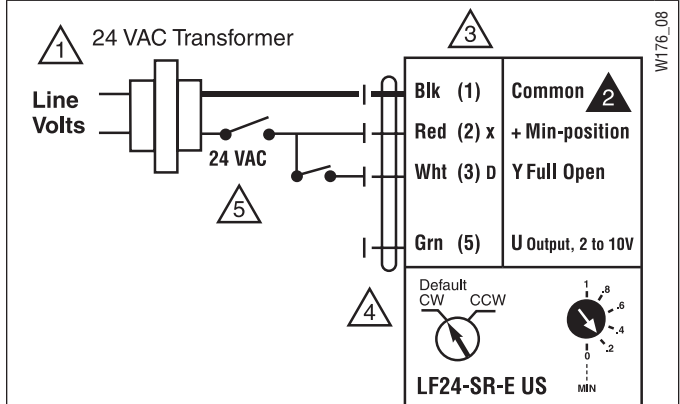 W176_08
1 24 VAC Transformer
3
Line
Volts
24 VAC
5
Blk (1) Common 2
Red (2) x + Min-position
Wht (3) D Y Full Open
Grn (5) U Output, 2 to 10V
4
Default
CW CCW
1
.8
.6
.4
.2
0
MIN
LF24-SR-E US